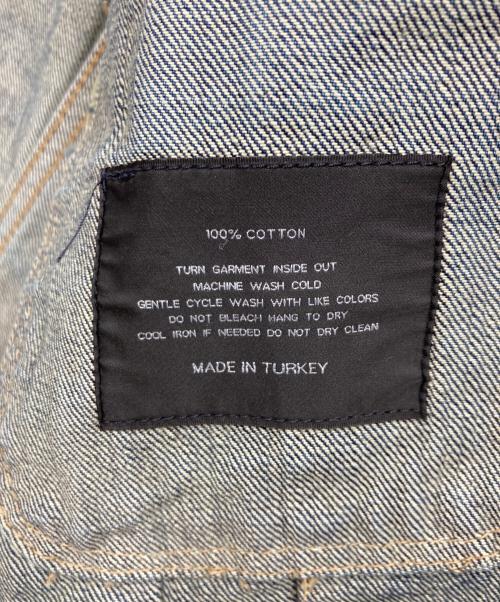 100% COTTON
TURN GARMENT INSIDE OUT
MACHINE WASH COLD
GENTLE CYCLE WASH WITH LIKE COLORS
DO NOT BLEACH HANG TO DRY
COOL IRON IF NEEDED DO NOT DRY CLEAN
MADE IN TURKEY